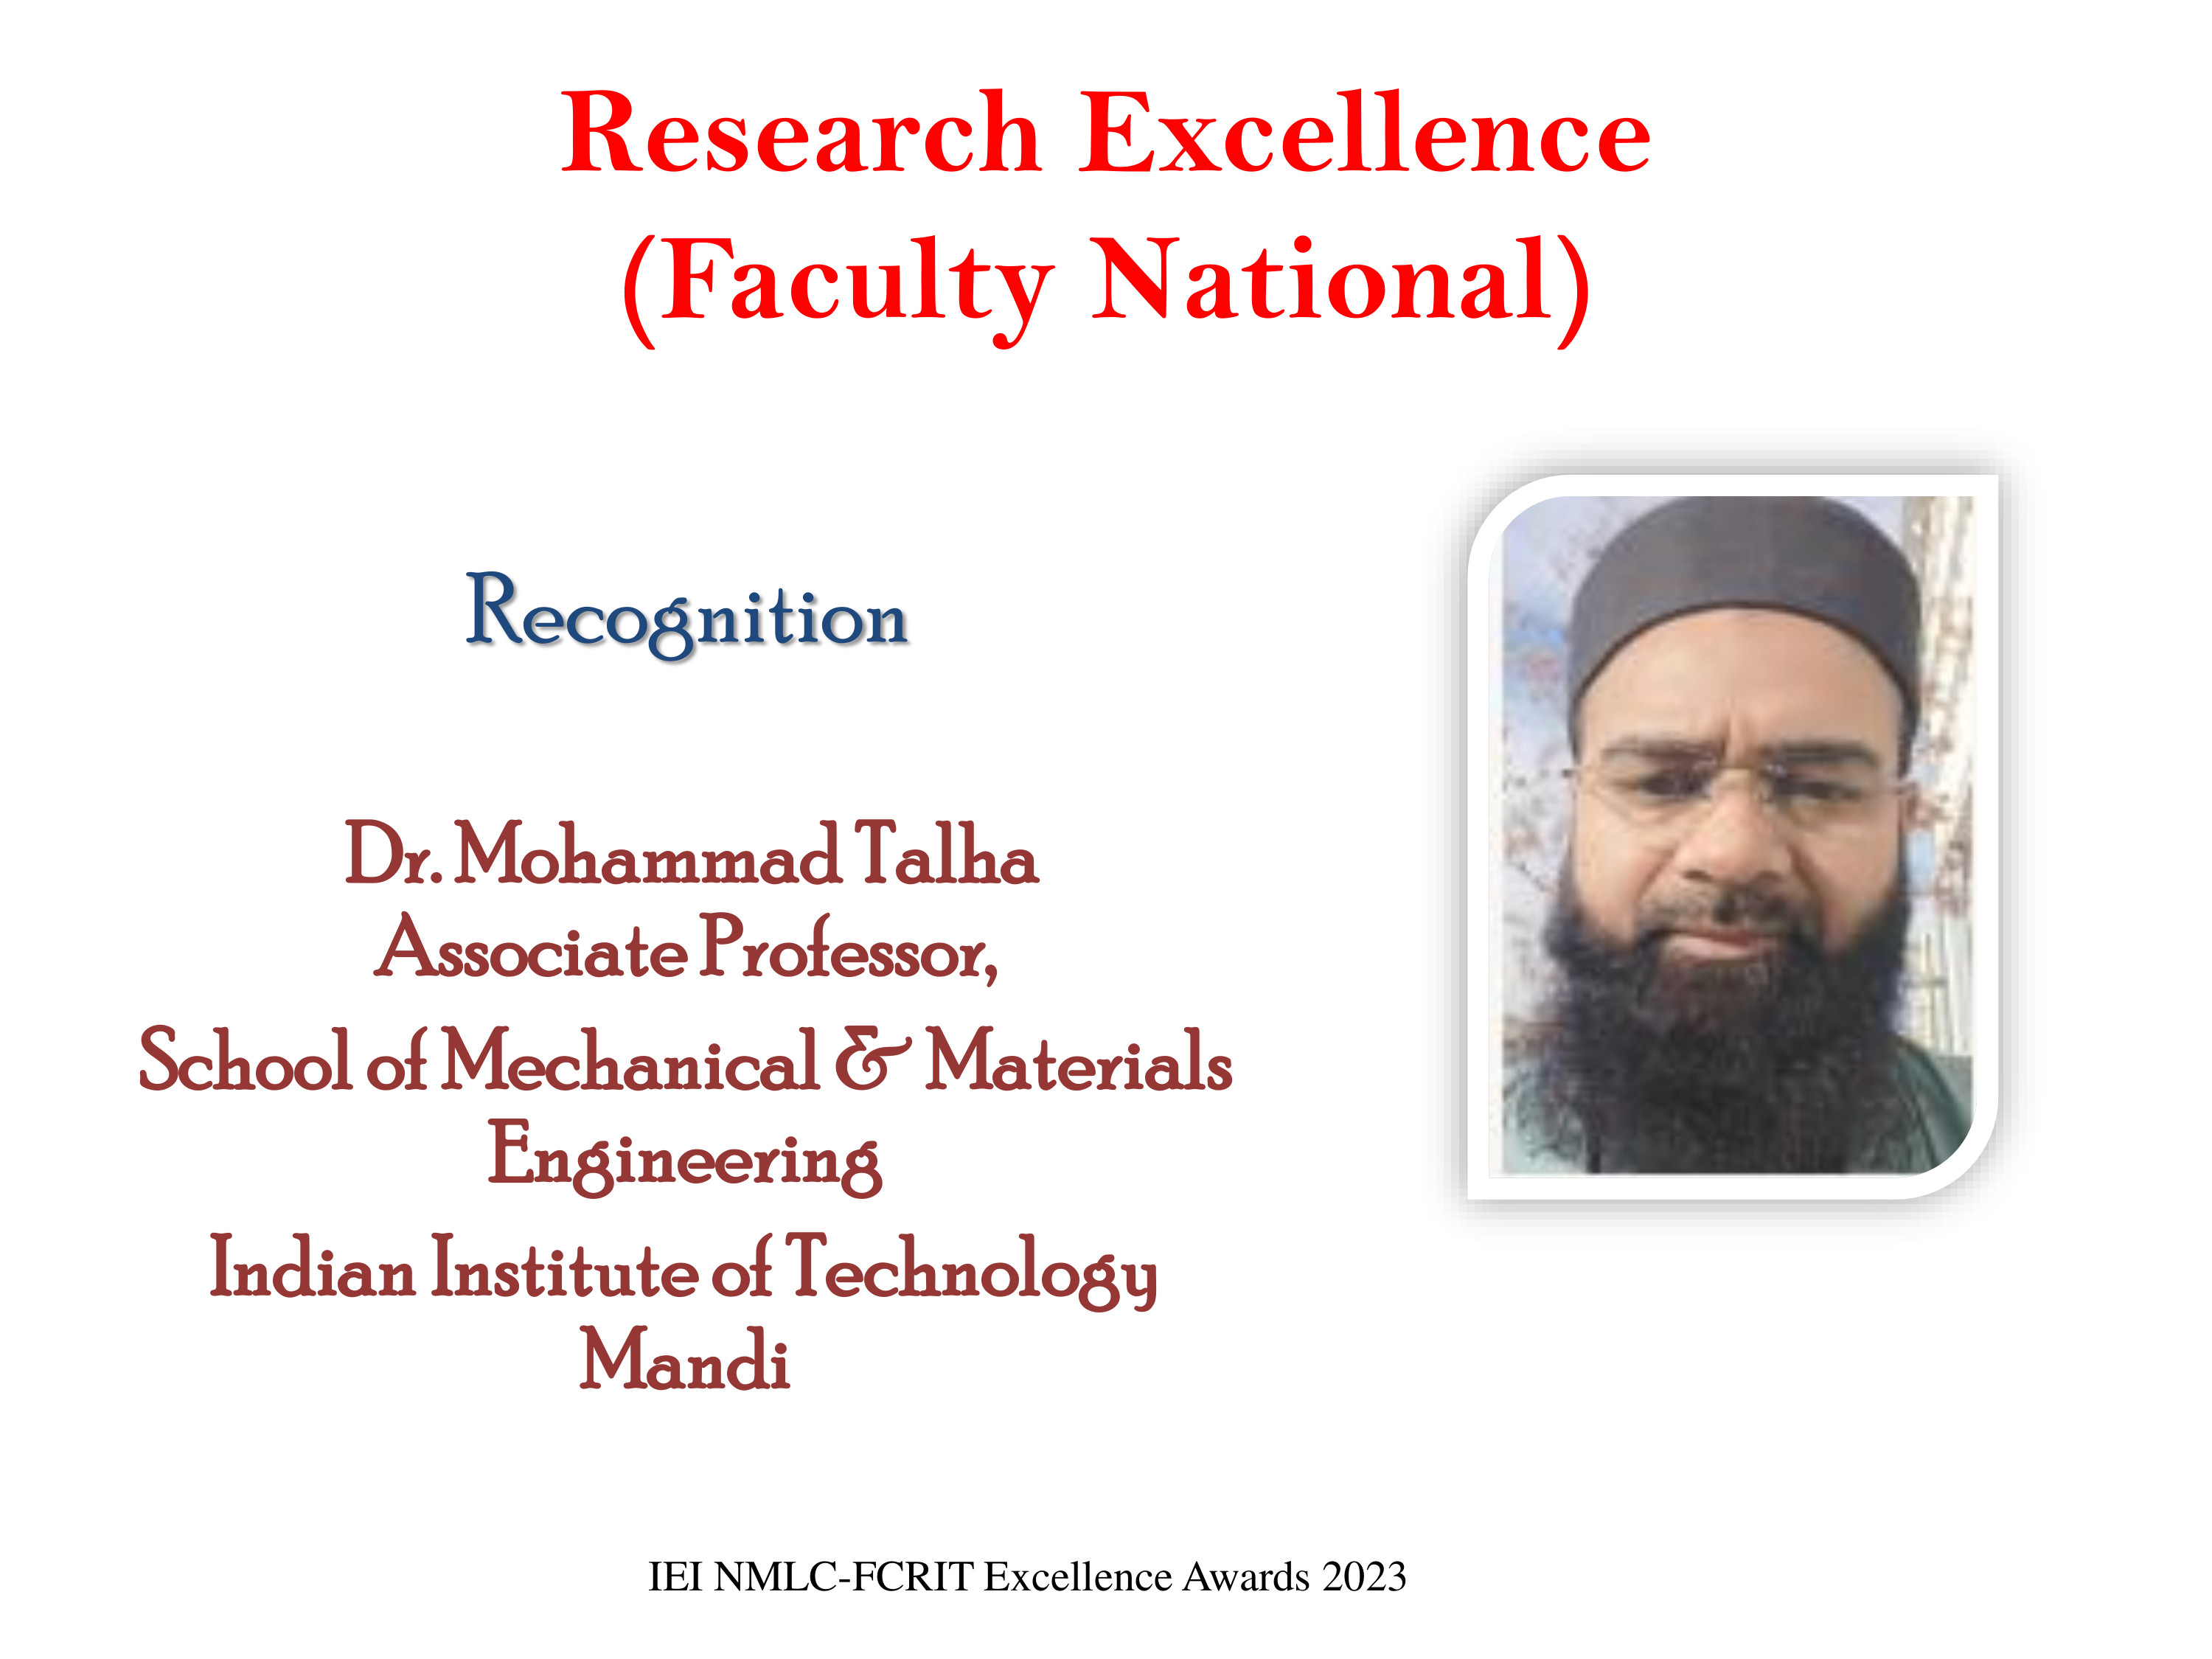 Research Excellence
(Faculty National)
Recognition
Dr. Mohammad Talha
Associate Professor,
School of Mechanical & Materials
Engineering
Indian Institute of Technology
Mandi
IEI NMLC-FCRIT Excellence Awards 2023